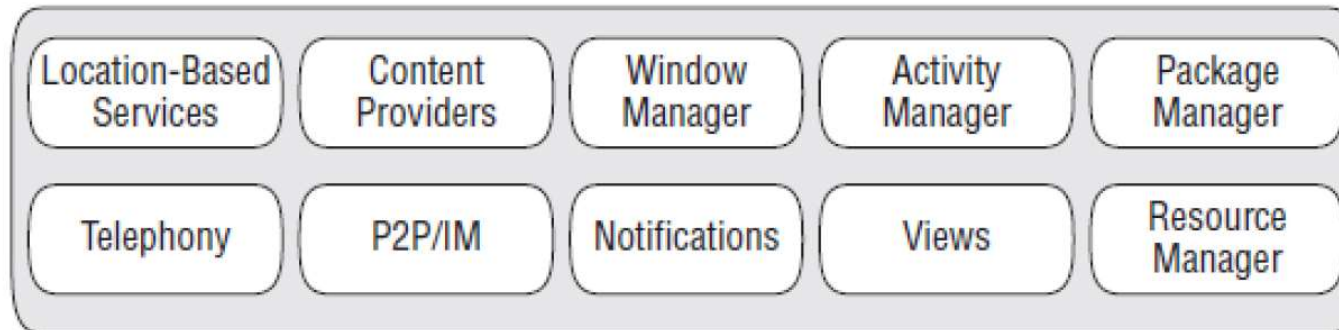 Location-Based
Services
Content
Providers
Window
Manager
Activity
Manager
Package
Manager
Telephony
P2P/IM
Notifications
Views
Resource
Manager